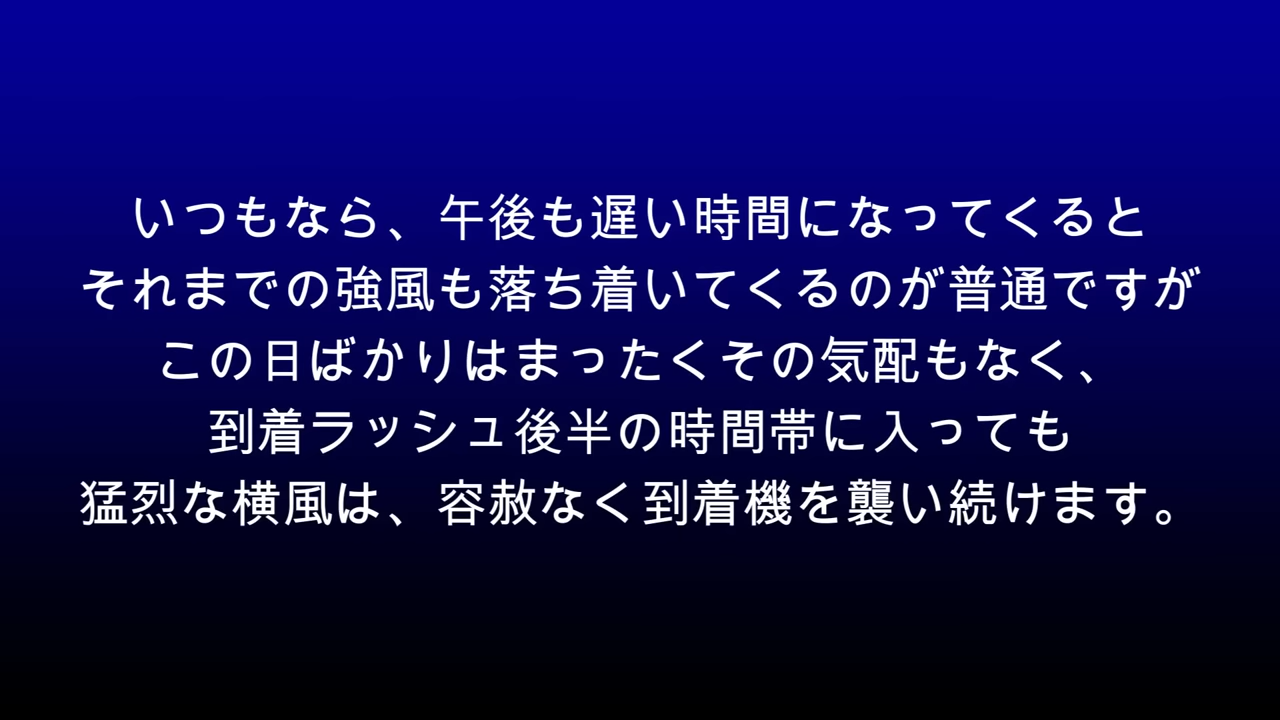 いつもなら、午後も遅い時間になってくると
それまでの強風も落ち着いてくるのが普通ですが
この日ばかりはまったくその気配もなく、
到着ラッシュ後半の時間帯に入っても
猛烈な横風は、容赦なく到着機を襲い続けます。